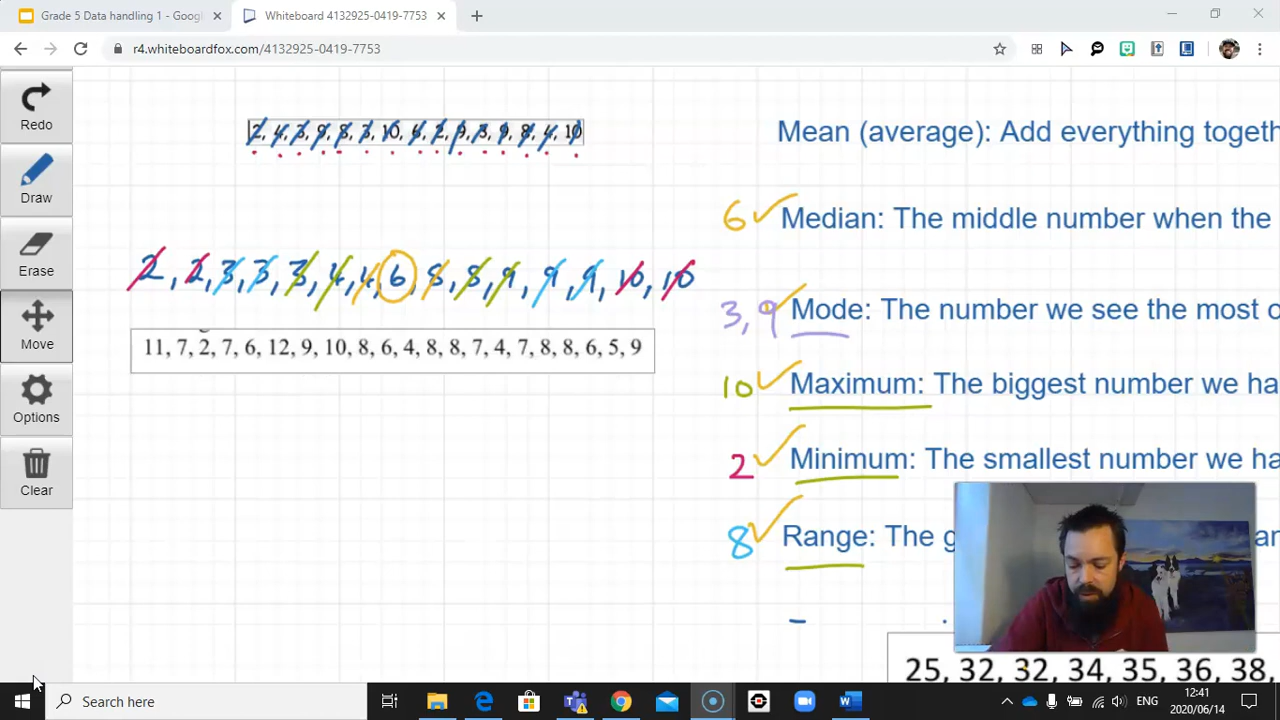 Grade 5 Data handling 1 - Googl
Whiteboard 4132925-0419-7753
r4.whiteboardfox.com/4132925-0419-7753
Redo
Draw
Erase
Move
Options
Clear
2, 4, 3, 9, 8, 3, 10, 6, 2, 9, 3, 9, 8, 4, 10
2, 2, 3, 3, 3, 4, 4, 6, 8, 8, 9, 9, 9, 10, 10
11, 7, 2, 7, 6, 12, 9, 10, 8, 6, 4, 8, 8, 7, 4, 7, 8, 8, 6, 5, 9
Mean (average): Add everything togeth
6 Median: The middle number when the
3, 9 Mode: The number we see the most o
10 Maximum: The biggest number we ha
2 Minimum: The smallest number we ha
8 Range: The g
25, 32, 32, 34, 35, 36, 38,
Search here
ENG
12:41
2020/06/14